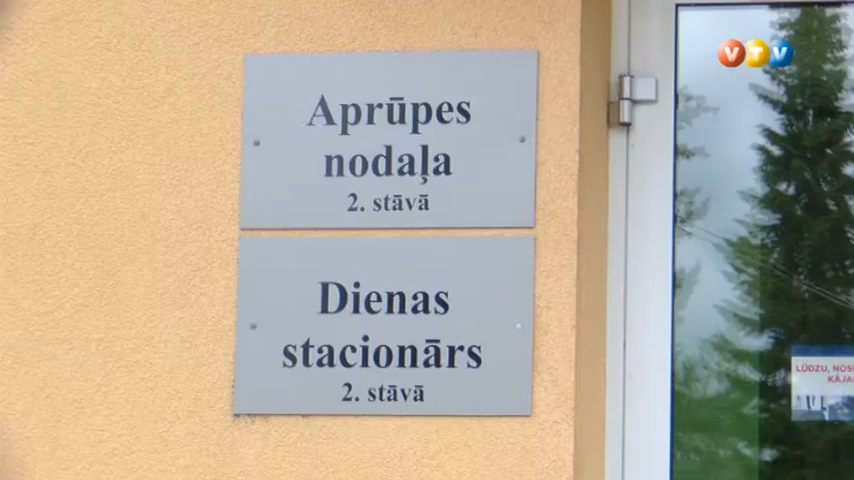 VTV
Aprūpes
nodaļa
2. stāvā
Dienas
stacionārs
2. stāvā
LŪDZU,